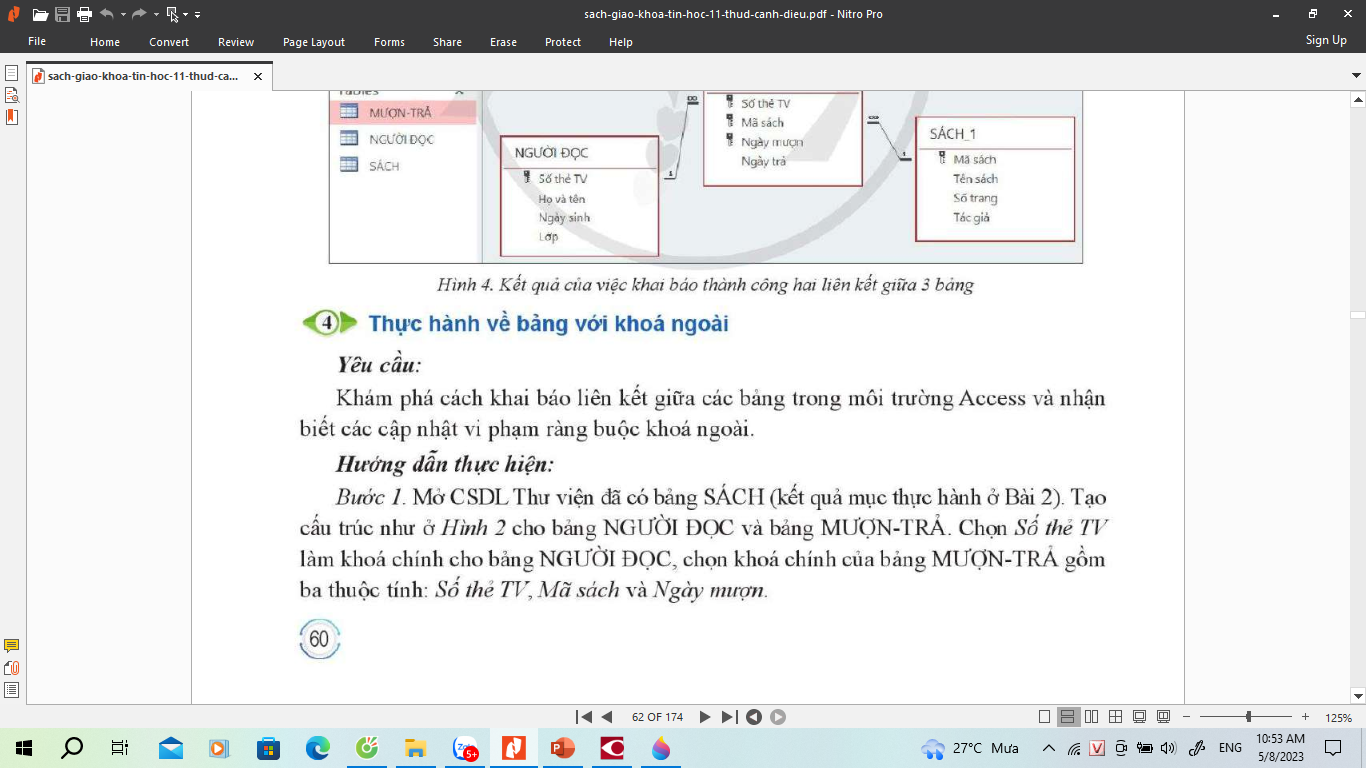 sach-giao-khoa-tin-hoc-11-thud-canh-dieu.pdf - Nitro Pro
File Home Convert Review Page Layout Forms Share Erase Protect Help Sign Up
sach-giao-khoa-tin-hoc-11-thud-ca...
Tables
MƯỢN-TRẢ
NGƯỜI ĐỌC
SÁCH
NGƯỜI ĐỌC
Số thẻ TV
Họ và tên
Ngày sinh
Lớp
∞
1
Số thẻ TV
Mã sách
Ngày mượn
Ngày trả
∞
1
SÁCH_1
Mã sách
Tên sách
Số trang
Tác giả
Hình 4. Kết quả của việc khai báo thành công hai liên kết giữa 3 bảng
4 Thực hành về bảng với khoá ngoài
Yêu cầu:
Khám phá cách khai báo liên kết giữa các bảng trong môi trường Access và nhận
biết các cập nhật vi phạm ràng buộc khoá ngoài.
Hướng dẫn thực hiện:
Bước 1. Mở CSDL Thư viện đã có bảng SÁCH (kết quả mục thực hành ở Bài 2). Tạo
cấu trúc như ở Hình 2 cho bảng NGƯỜI ĐỌC và bảng MƯỢN-TRẢ. Chọn Số thẻ TV
làm khoá chính cho bảng NGƯỜI ĐỌC, chọn khoá chính của bảng MƯỢN-TRẢ gồm
ba thuộc tính: Số thẻ TV, Mã sách và Ngày mượn.
60
62 OF 174
125%
Zalo 5+
27°C Mưa
V
ENG
10:53 AM
5/8/2023